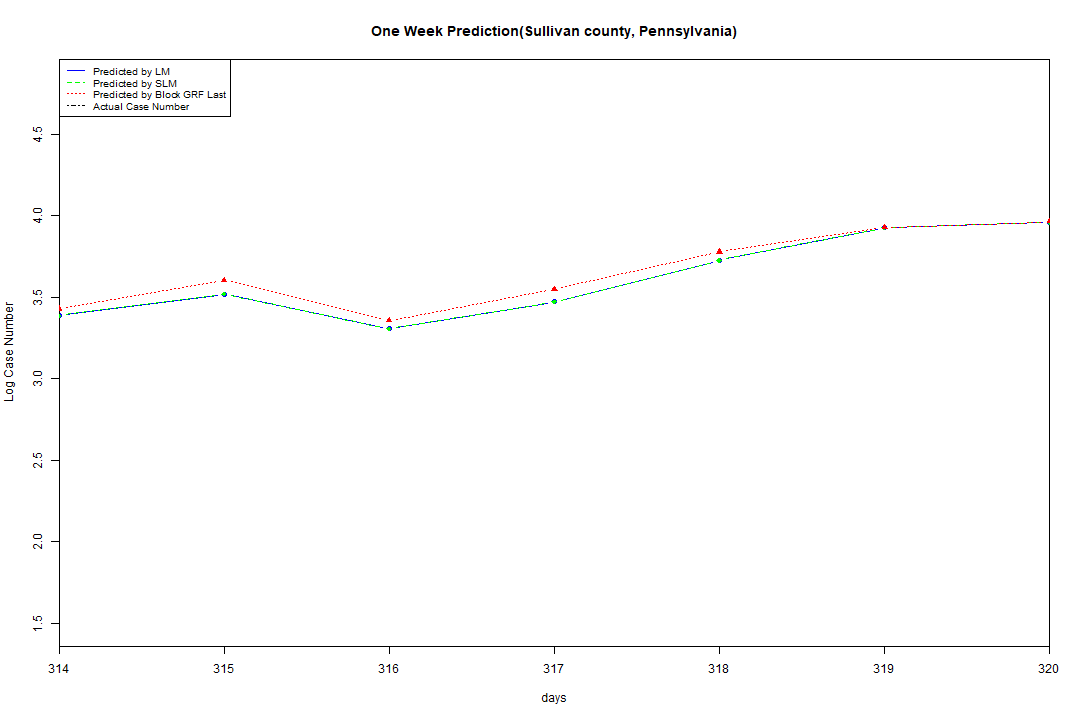 One Week Prediction(Sullivan county, Pennsylvania)
Predicted by LM
Predicted by SLM
Predicted by Block GRF Last
Actual Case Number
4.5
4.0
3.5
3.0
2.5
2.0
1.5
Log Case Number
314 315 316 317 318 319 320
days